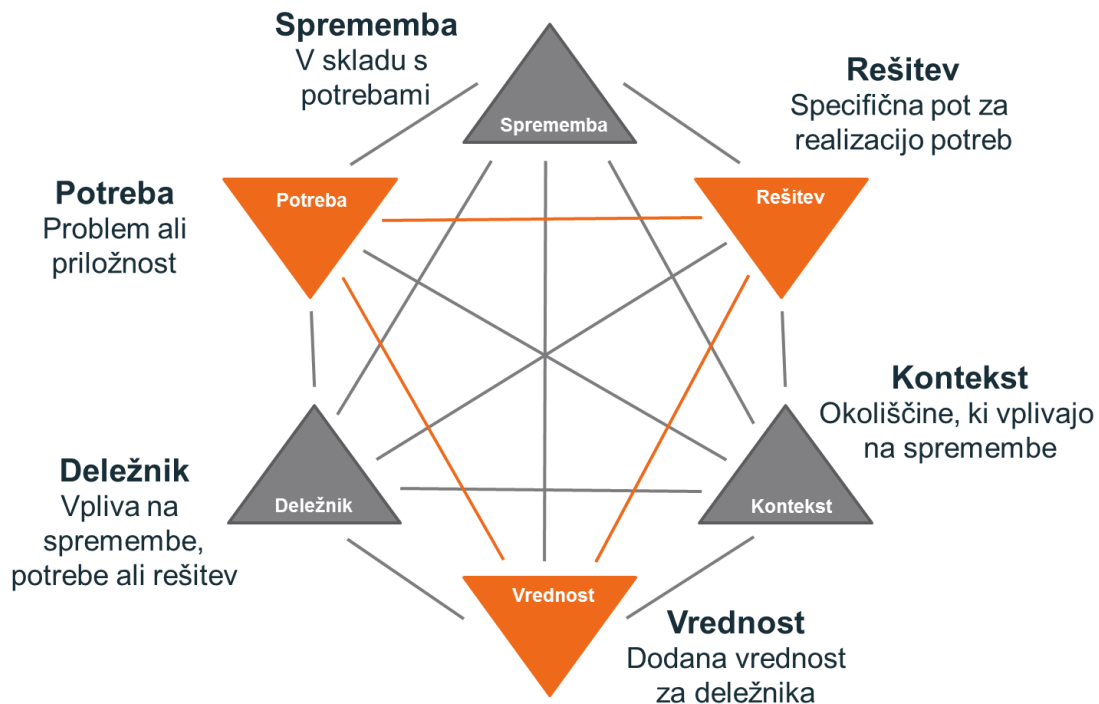 Sprememba
V skladu s
potrebami
Sprememba
Rešitev
Specifična pot za
realizacijo potreb
Potreba
Problem ali
priložnost
Potreba
Rešitev
Kontekst
Okoliščine, ki vplivajo
na spremembe
Deležnik
Vpliva na
spremembe,
potrebe ali rešitev
Deležnik
Kontekst
Vrednost
Vrednost
Dodana vrednost
za deležnika